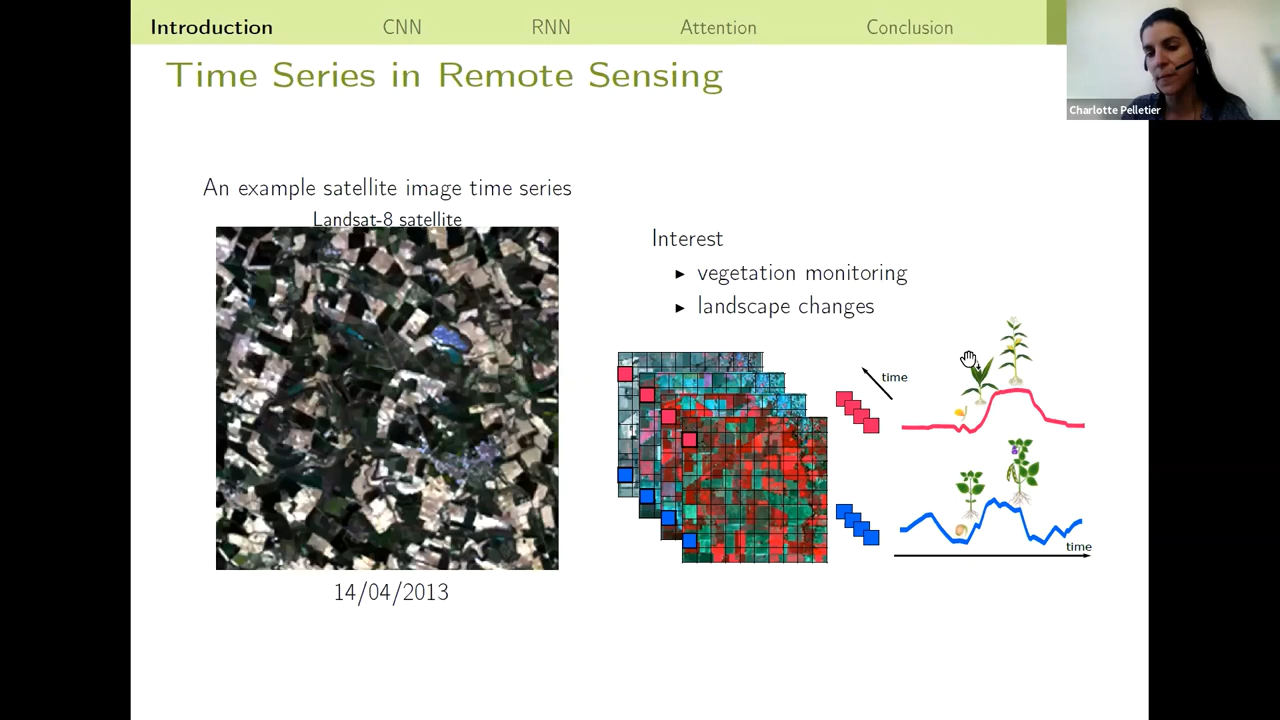 Introduction CNN RNN Attention Conclusion
Time Series in Remote Sensing
Charlotte Pelletier
An example satellite image time series
Landsat-8 satellite
14/04/2013
Interest
▶ vegetation monitoring
▶ landscape changes
time
time